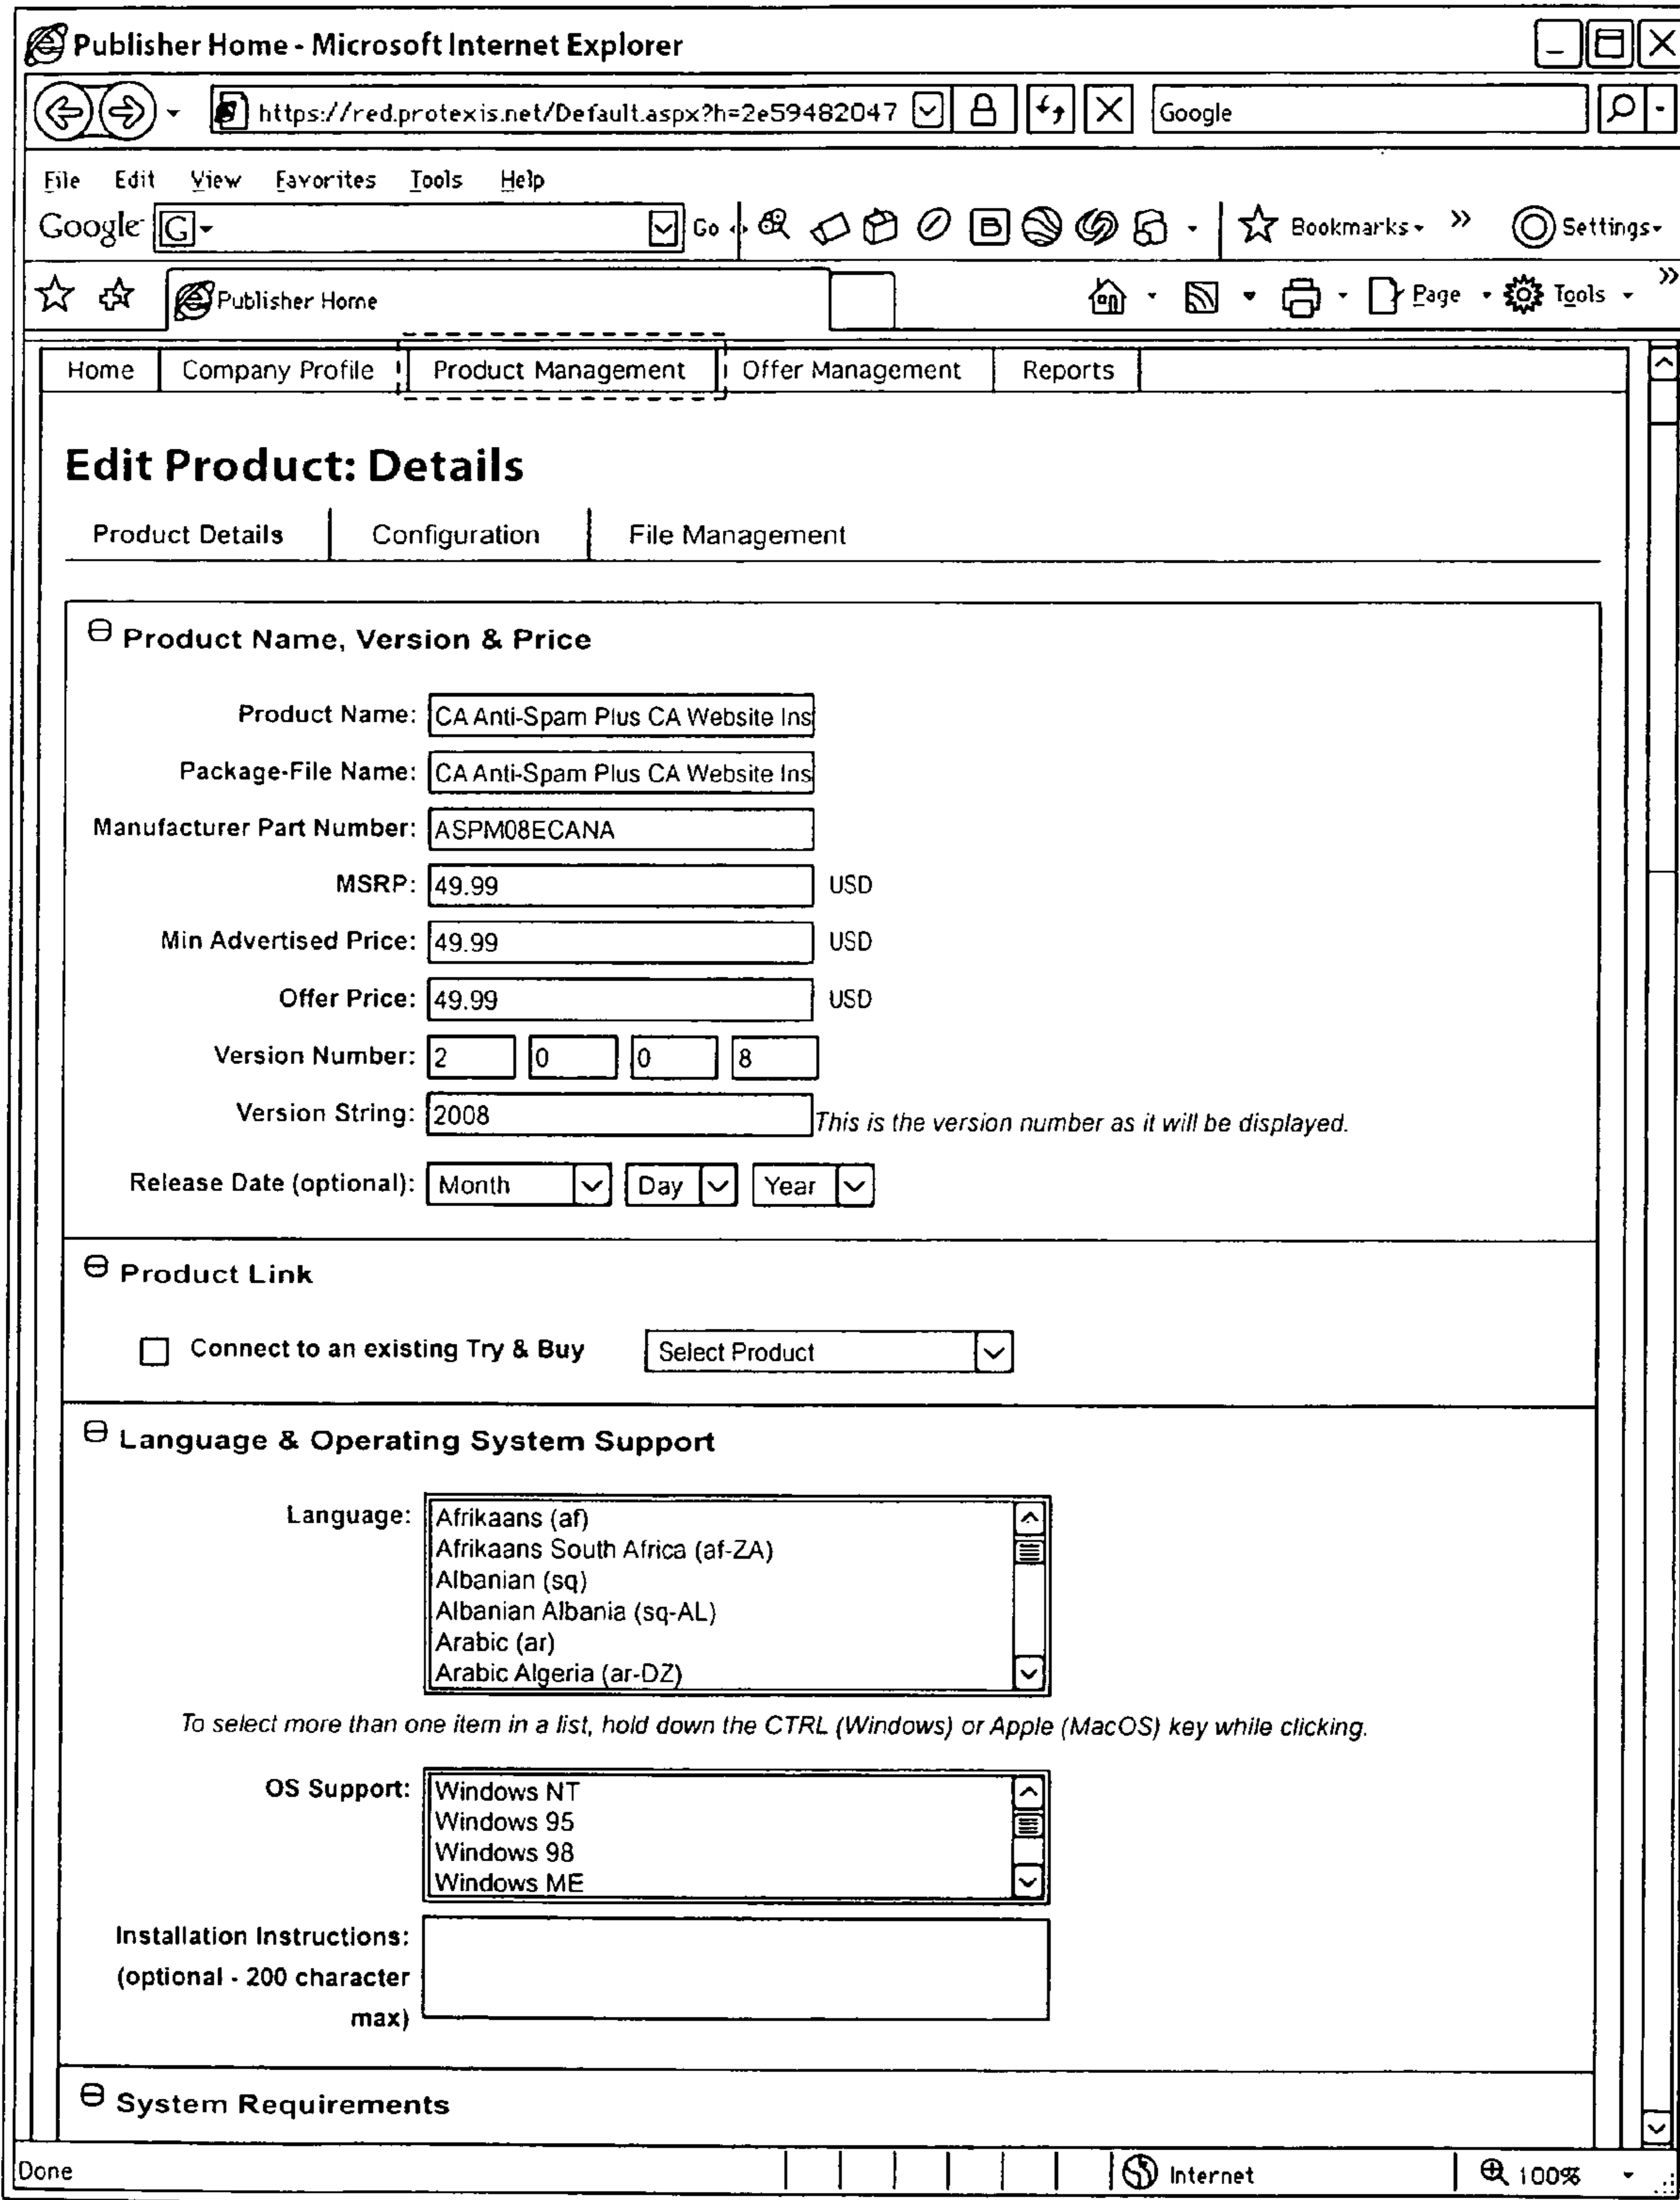 Publisher Home - Microsoft Internet Explorer
https://red.protexis.net/Default.aspx?h=2e59482047 Google
File Edit View Favorites Tools Help
Google G Go B Bookmarks >> Settings
Publisher Home Page Tools >>
Home Company Profile Product Management Offer Management Reports
Edit Product: Details
Product Details Configuration File Management
Product Name, Version & Price
Product Name: CA Anti-Spam Plus CA Website Ins
Package-File Name: CA Anti-Spam Plus CA Website Ins
Manufacturer Part Number: ASPM08ECANA
MSRP: 49.99 USD
Min Advertised Price: 49.99 USD
Offer Price: 49.99 USD
Version Number: 2 0 0 8
Version String: 2008 This is the version number as it will be displayed.
Release Date (optional): Month Day Year
Product Link
Connect to an existing Try & Buy Select Product
Language & Operating System Support
Language: Afrikaans (af)
Afrikaans South Africa (af-ZA)
Albanian (sq)
Albanian Albania (sq-AL)
Arabic (ar)
Arabic Algeria (ar-DZ)
To select more than one item in a list, hold down the CTRL (Windows) or Apple (MacOS) key while clicking.
OS Support: Windows NT
Windows 95
Windows 98
Windows ME
Installation Instructions:
(optional - 200 character
max)
System Requirements
Done Internet 100%